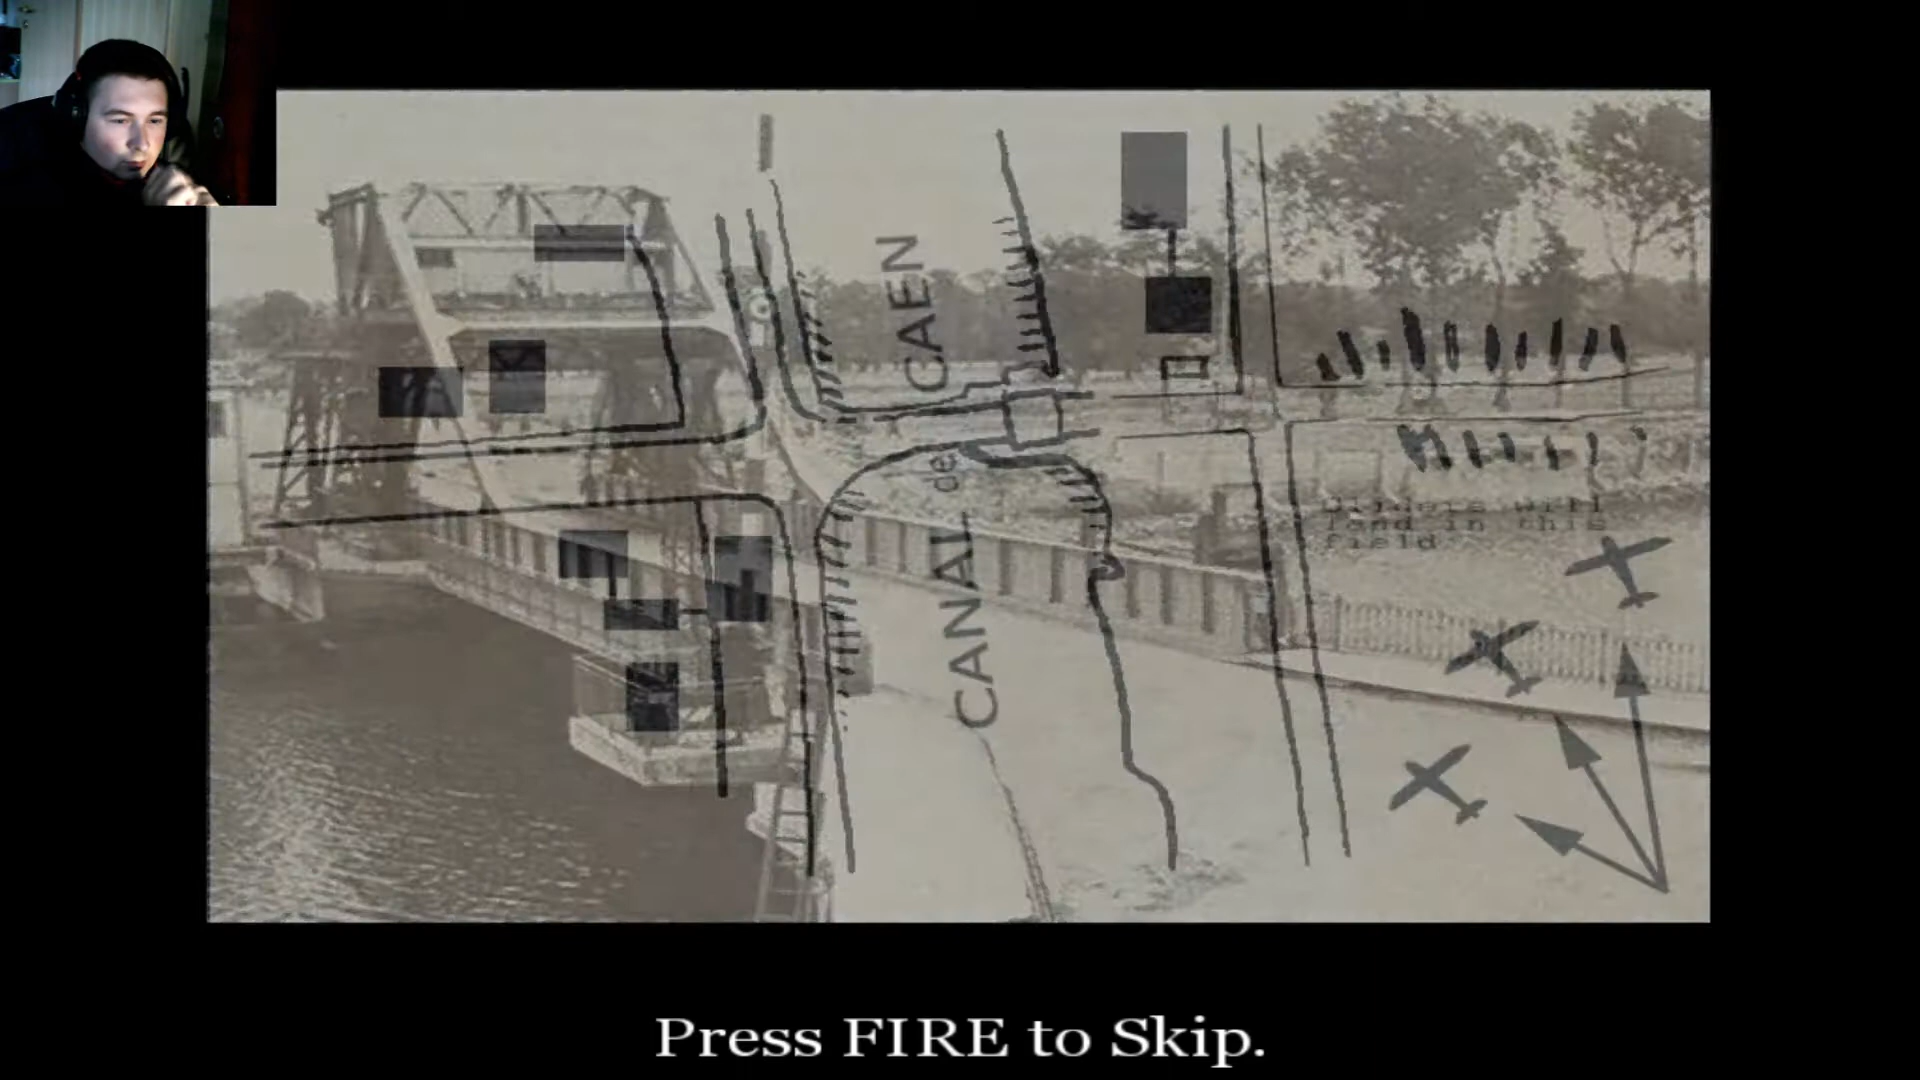 CANAL de CAEN
Gliders will
land in this
field
Press FIRE to Skip.